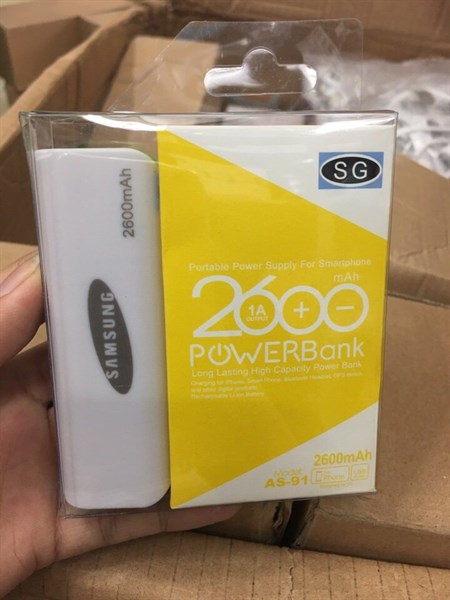 SG
2600mAh
SAMSUNG
Portable Power Supply For Smartphone
mAh
2600
1A
+ −
POWERBank
Long Lasting High Capacity Power Bank
2600mAh
Model:
AS-91